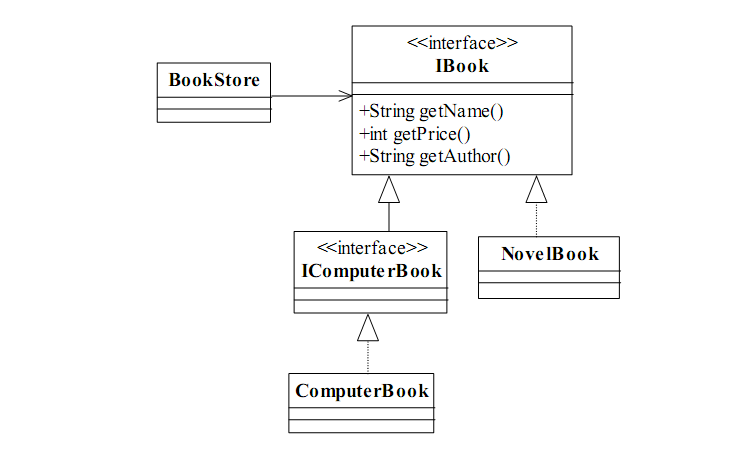 <<interface>>
IBook
BookStore
+String getName()
+int getPrice()
+String getAuthor()
<<interface>>
IComputerBook
NovelBook
ComputerBook